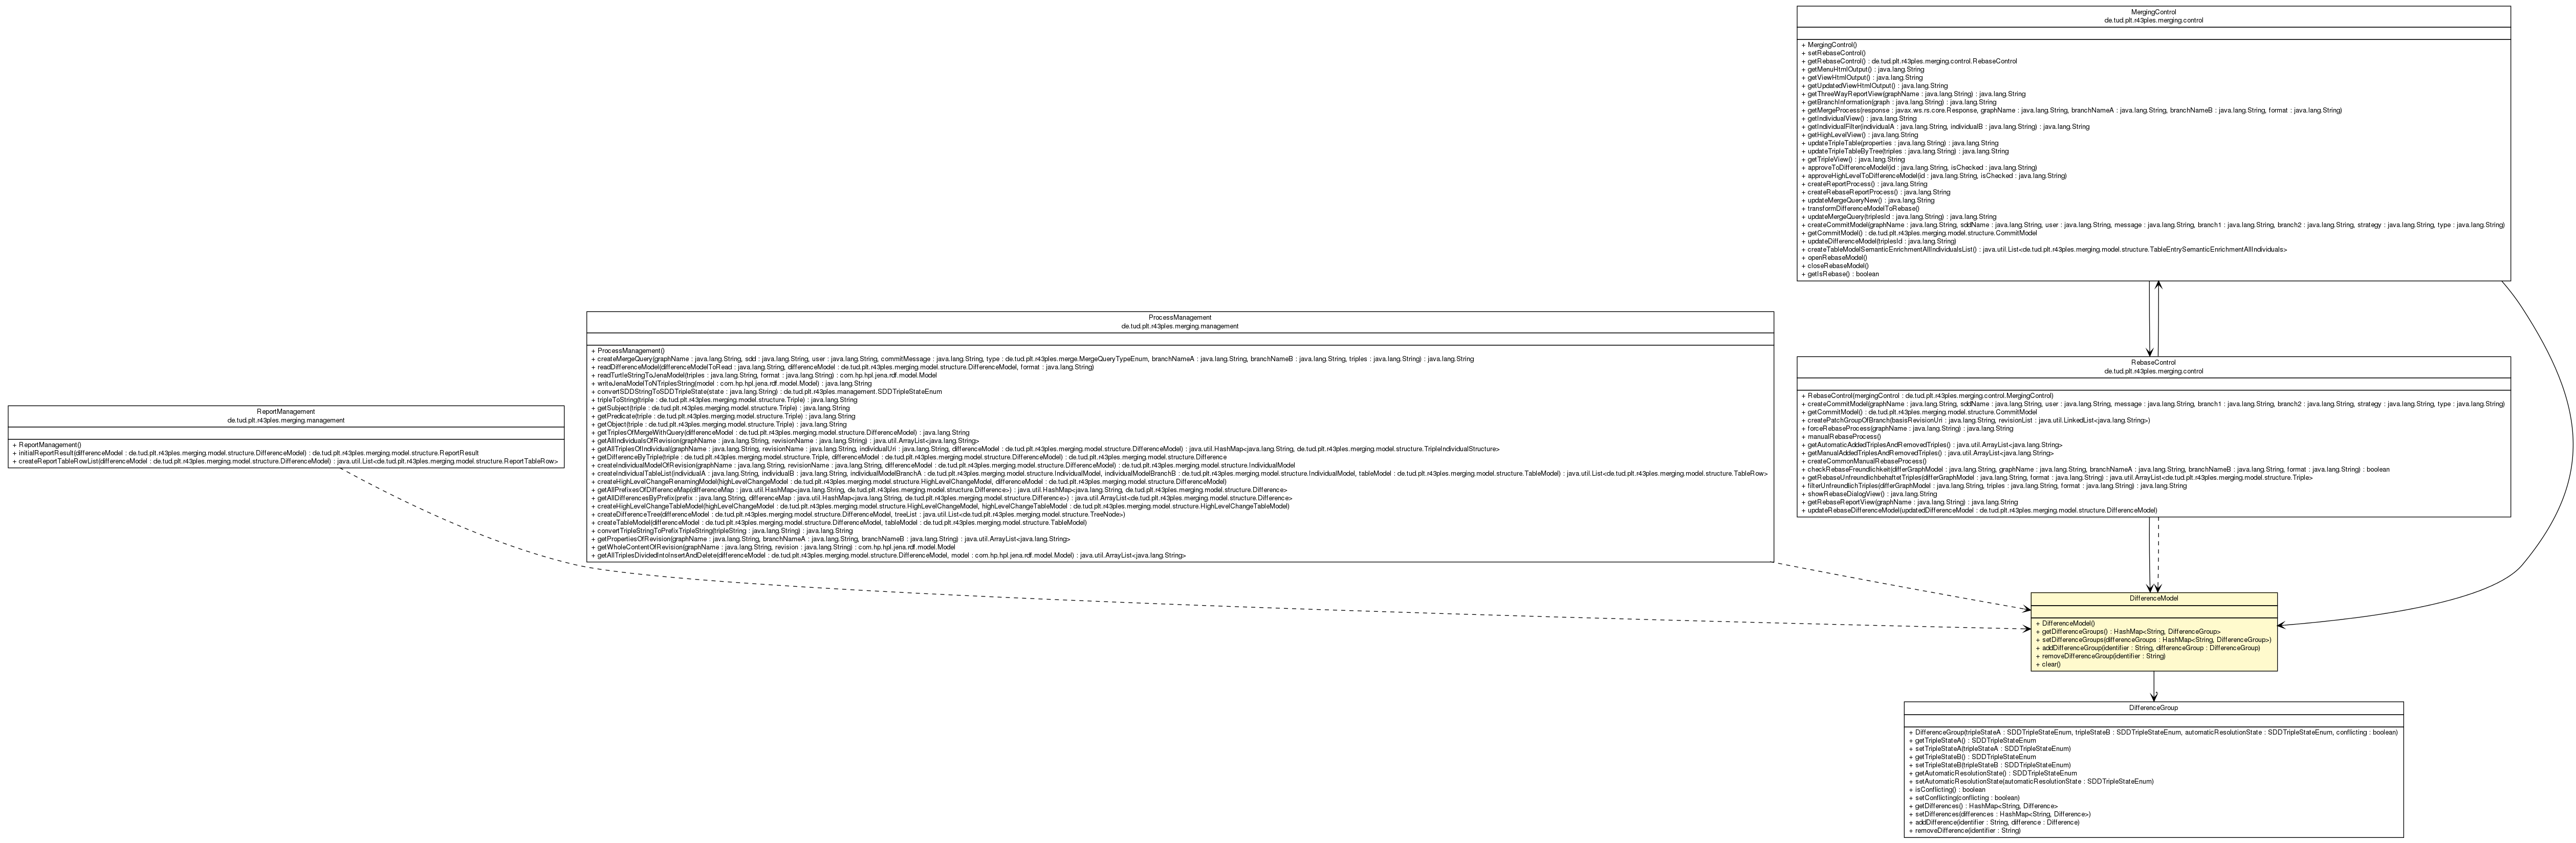 MergingControl
de.tud.plt.r43ples.merging.control
+ MergingControl()
+ setRebaseControl()
+ getRebaseControl() : de.tud.plt.r43ples.merging.control.RebaseControl
+ getMenuHtmlOutput() : java.lang.String
+ getViewHtmlOutput() : java.lang.String
+ getUpdatedViewHtmlOutput() : java.lang.String
+ getThreeWayReportView(graphName : java.lang.String) : java.lang.String
+ getBranchInformation(graph : java.lang.String) : java.lang.String
+ getMergeProcess(response : javax.ws.rs.core.Response, graphName : java.lang.String, branchNameA : java.lang.String, branchNameB : java.lang.String, format : java.lang.String)
+ getIndividualView() : java.lang.String
+ getIndividualFilter(individualA : java.lang.String, individualB : java.lang.String) : java.lang.String
+ getHighLevelView() : java.lang.String
+ updateTripleTable(properties : java.lang.String) : java.lang.String
+ updateTripleTableByTree(triples : java.lang.String) : java.lang.String
+ getTripleView() : java.lang.String
+ approveToDifferenceModel(id : java.lang.String, isChecked : java.lang.String)
+ approveHighLevelToDifferenceModel(id : java.lang.String, isChecked : java.lang.String)
+ createReportProcess() : java.lang.String
+ createRebaseReportProcess() : java.lang.String
+ updateMergeQueryNew() : java.lang.String
+ transformDifferenceModelToRebase()
+ updateMergeQuery(triplesId : java.lang.String) : java.lang.String
+ createCommitModel(graphName : java.lang.String, sddName : java.lang.String, user : java.lang.String, message : java.lang.String, branch1 : java.lang.String, branch2 : java.lang.String, strategy : java.lang.String, type : java.lang.String)
+ getCommitModel() : de.tud.plt.r43ples.merging.model.structure.CommitModel
+ updateDifferenceModel(triplesId : java.lang.String)
+ createTableModelSemanticEnrichmentAllIndividualsList() : java.util.List<de.tud.plt.r43ples.merging.model.structure.TableEntrySemanticEnrichmentAllIndividuals>
+ openRebaseModel()
+ closeRebaseModel()
+ getIsRebase() : boolean
ProcessManagement
de.tud.plt.r43ples.merging.management
+ ProcessManagement()
+ createMergeQuery(graphName : java.lang.String, sdd : java.lang.String, user : java.lang.String, commitMessage : java.lang.String, type : de.tud.plt.r43ples.merge.MergeQueryTypeEnum, branchNameA : java.lang.String, branchNameB : java.lang.String, triples : java.lang.String) : java.lang.String
+ readDifferenceModel(differenceModelToRead : java.lang.String, differenceModel : de.tud.plt.r43ples.merging.model.structure.DifferenceModel, format : java.lang.String)
+ readTurtleStringToJenaModel(triples : java.lang.String, format : java.lang.String) : com.hp.hpl.jena.rdf.model.Model
+ writeJenaModelToNTriplesString(model : com.hp.hpl.jena.rdf.model.Model) : java.lang.String
+ convertSDDStringToSDDTripleState(state : java.lang.String) : de.tud.plt.r43ples.management.SDDTripleStateEnum
+ tripleToString(triple : de.tud.plt.r43ples.merging.model.structure.Triple) : java.lang.String
+ getSubject(triple : de.tud.plt.r43ples.merging.model.structure.Triple) : java.lang.String
+ getPredicate(triple : de.tud.plt.r43ples.merging.model.structure.Triple) : java.lang.String
+ getObject(triple : de.tud.plt.r43ples.merging.model.structure.Triple) : java.lang.String
+ getTriplesOfMergeWithQuery(differenceModel : de.tud.plt.r43ples.merging.model.structure.DifferenceModel) : java.lang.String
+ getAllIndividualsOfRevision(graphName : java.lang.String, revisionName : java.lang.String) : java.util.ArrayList<java.lang.String>
+ getAllTriplesOfIndividual(graphName : java.lang.String, revisionName : java.lang.String, individualUri : java.lang.String, differenceModel : de.tud.plt.r43ples.merging.model.structure.DifferenceModel) : java.util.HashMap<java.lang.String, de.tud.plt.r43ples.merging.model.structure.TripleIndividualStructure>
+ getDifferenceByTriple(triple : de.tud.plt.r43ples.merging.model.structure.Triple, differenceModel : de.tud.plt.r43ples.merging.model.structure.DifferenceModel) : de.tud.plt.r43ples.merging.model.structure.Difference
+ createIndividualModelOfRevision(graphName : java.lang.String, revisionName : java.lang.String, differenceModel : de.tud.plt.r43ples.merging.model.structure.DifferenceModel) : de.tud.plt.r43ples.merging.model.structure.IndividualModel
+ createIndividualTableList(individualA : java.lang.String, individualB : java.lang.String, individualModelBranchA : de.tud.plt.r43ples.merging.model.structure.IndividualModel, individualModelBranchB : de.tud.plt.r43ples.merging.model.structure.IndividualModel, tableModel : de.tud.plt.r43ples.merging.model.structure.TableModel) : java.util.List<de.tud.plt.r43ples.merging.model.structure.TableRow>
+ createHighLevelChangeRenamingModel(highLevelChangeModel : de.tud.plt.r43ples.merging.model.structure.HighLevelChangeModel, differenceModel : de.tud.plt.r43ples.merging.model.structure.DifferenceModel)
+ getAllPrefixesOfDifferenceMap(differenceMap : java.util.HashMap<java.lang.String, de.tud.plt.r43ples.merging.model.structure.Difference>) : java.util.HashMap<java.lang.String, de.tud.plt.r43ples.merging.model.structure.Difference>
+ getAllDifferencesByPrefix(prefix : java.lang.String, differenceMap : java.util.HashMap<java.lang.String, de.tud.plt.r43ples.merging.model.structure.Difference>) : java.util.ArrayList<de.tud.plt.r43ples.merging.model.structure.Difference>
+ createHighLevelChangeTableModel(highLevelChangeModel : de.tud.plt.r43ples.merging.model.structure.HighLevelChangeModel, highLevelChangeTableModel : de.tud.plt.r43ples.merging.model.structure.HighLevelChangeTableModel)
+ createDifferenceTree(differenceModel : de.tud.plt.r43ples.merging.model.structure.DifferenceModel, treeList : java.util.List<de.tud.plt.r43ples.merging.model.structure.TreeNode>)
+ createTableModel(differenceModel : de.tud.plt.r43ples.merging.model.structure.DifferenceModel, tableModel : de.tud.plt.r43ples.merging.model.structure.TableModel)
+ convertTripleStringToPrefixTripleString(tripleString : java.lang.String) : java.lang.String
+ getPropertiesOfRevision(graphName : java.lang.String, branchNameA : java.lang.String, branchNameB : java.lang.String) : java.util.ArrayList<java.lang.String>
+ getWholeContentOfRevision(graphName : java.lang.String, revision : java.lang.String) : com.hp.hpl.jena.rdf.model.Model
+ getAllTriplesDividedIntoInsertAndDelete(differenceModel : de.tud.plt.r43ples.merging.model.structure.DifferenceModel, model : com.hp.hpl.jena.rdf.model.Model) : java.util.ArrayList<java.lang.String>
RebaseControl
de.tud.plt.r43ples.merging.control
+ RebaseControl(mergingControl : de.tud.plt.r43ples.merging.control.MergingControl)
+ createCommitModel(graphName : java.lang.String, sddName : java.lang.String, user : java.lang.String, message : java.lang.String, branch1 : java.lang.String, branch2 : java.lang.String, strategy : java.lang.String, type : java.lang.String)
+ getCommitModel() : de.tud.plt.r43ples.merging.model.structure.CommitModel
+ createPatchGroupOfBranch(basisRevisionUri : java.lang.String, revisionList : java.util.LinkedList<java.lang.String>)
+ forceRebaseProcess(graphName : java.lang.String) : java.lang.String
+ manualRebaseProcess()
+ getAutomaticAddedTriplesAndRemovedTriples() : java.util.ArrayList<java.lang.String>
+ getManualAddedTriplesAndRemovedTriples() : java.util.ArrayList<java.lang.String>
+ createCommonManualRebaseProcess()
+ checkRebaseFreundlichkeit(differGraphModel : java.lang.String, graphName : java.lang.String, branchNameA : java.lang.String, branchNameB : java.lang.String, format : java.lang.String) : boolean
+ getRebaseUnfreundlichbehaftetTriples(differGraphModel : java.lang.String, format : java.lang.String) : java.util.ArrayList<de.tud.plt.r43ples.merging.model.structure.Triple>
+ filterUnfreundlichTriples(differGraphModel : java.lang.String, triples : java.lang.String, format : java.lang.String) : java.lang.String
+ showRebaseDialogView() : java.lang.String
+ getRebaseReportView(graphName : java.lang.String) : java.lang.String
+ updateRebaseDifferenceModel(updatedDifferenceModel : de.tud.plt.r43ples.merging.model.structure.DifferenceModel)
ReportManagement
de.tud.plt.r43ples.merging.management
+ ReportManagement()
+ initialReportResult(differenceModel : de.tud.plt.r43ples.merging.model.structure.DifferenceModel) : de.tud.plt.r43ples.merging.model.structure.ReportResult
+ createReportTableRowList(differenceModel : de.tud.plt.r43ples.merging.model.structure.DifferenceModel) : java.util.List<de.tud.plt.r43ples.merging.model.structure.ReportTableRow>
DifferenceModel
+ DifferenceModel()
+ getDifferenceGroups() : HashMap<String, DifferenceGroup>
+ setDifferenceGroups(differenceGroups : HashMap<String, DifferenceGroup>)
+ addDifferenceGroup(identifier : String, differenceGroup : DifferenceGroup)
+ removeDifferenceGroup(identifier : String)
+ clear()
DifferenceGroup
+ DifferenceGroup(tripleStateA : SDDTripleStateEnum, tripleStateB : SDDTripleStateEnum, automaticResolutionState : SDDTripleStateEnum, conflicting : boolean)
+ getTripleStateA() : SDDTripleStateEnum
+ setTripleStateA(tripleStateA : SDDTripleStateEnum)
+ getTripleStateB() : SDDTripleStateEnum
+ setTripleStateB(tripleStateB : SDDTripleStateEnum)
+ getAutomaticResolutionState() : SDDTripleStateEnum
+ setAutomaticResolutionState(automaticResolutionState : SDDTripleStateEnum)
+ isConflicting() : boolean
+ setConflicting(conflicting : boolean)
+ getDifferences() : HashMap<String, Difference>
+ setDifferences(differences : HashMap<String, Difference>)
+ addDifference(identifier : String, difference : Difference)
+ removeDifference(identifier : String)